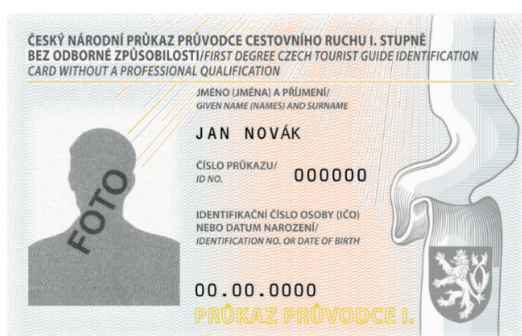 ČESKÝ NÁRODNÍ PRŮKAZ PRŮVODCE CESTOVNÍHO RUCHU I. STUPNĚ
BEZ ODBORNÉ ZPŮSOBILOSTI/FIRST DEGREE CZECH TOURIST GUIDE IDENTIFICATION
CARD WITHOUT A PROFESSIONAL QUALIFICATION
JMÉNO (JMÉNA) A PŘÍJMENÍ/
GIVEN NAME (NAMES) AND SURNAME
JAN NOVÁK
ČÍSLO PRŮKAZU/
ID NO.
000000
FOTO
IDENTIFIKAČNÍ ČÍSLO OSOBY (IČO)
NEBO DATUM NAROZENÍ/
IDENTIFICATION NO. OR DATE OF BIRTH
00.00.0000
PRŮKAZ PRŮVODCE I.